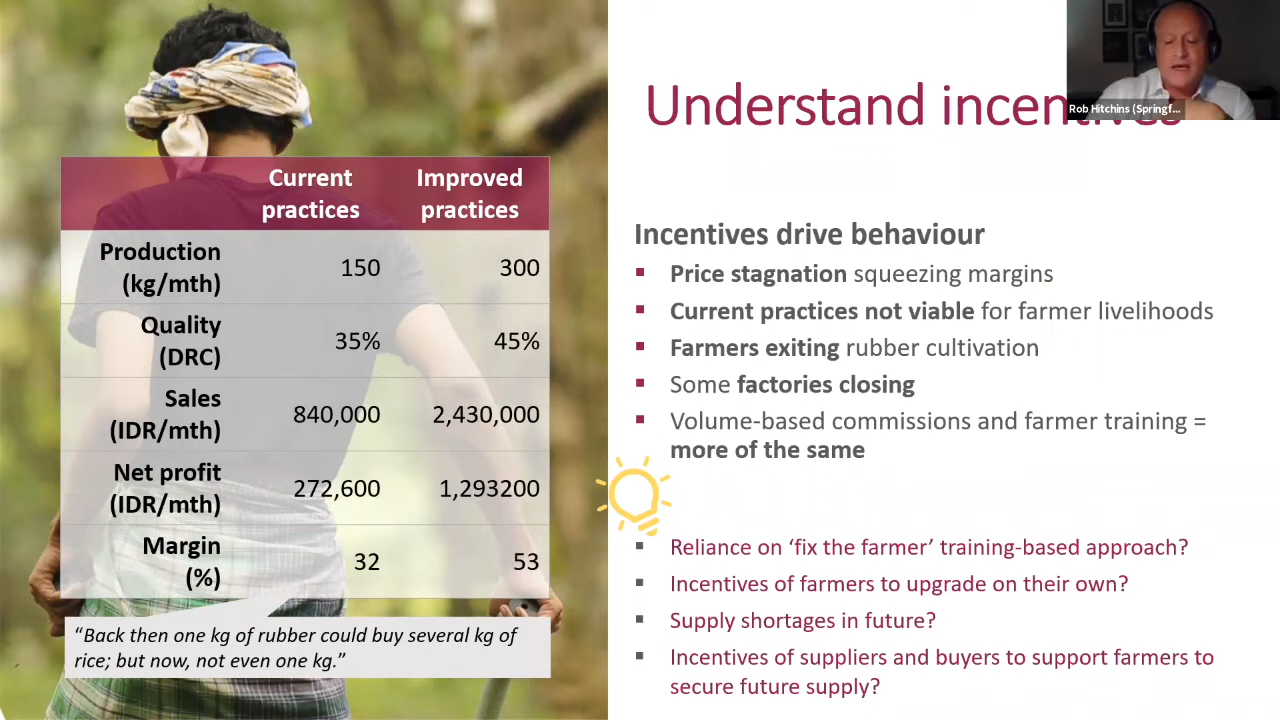 Understand incentives
Rob Hitchins (Springf...
Current practices
Improved practices
Production (kg/mth)
150
300
Quality (DRC)
35%
45%
Sales (IDR/mth)
840,000
2,430,000
Net profit (IDR/mth)
272,600
1,293200
Margin (%)
32
53
“Back then one kg of rubber could buy several kg of
rice; but now, not even one kg.”
Incentives drive behaviour
Price stagnation squeezing margins
Current practices not viable for farmer livelihoods
Farmers exiting rubber cultivation
Some factories closing
Volume-based commissions and farmer training =
more of the same
Reliance on ‘fix the farmer’ training-based approach?
Incentives of farmers to upgrade on their own?
Supply shortages in future?
Incentives of suppliers and buyers to support farmers to
secure future supply?